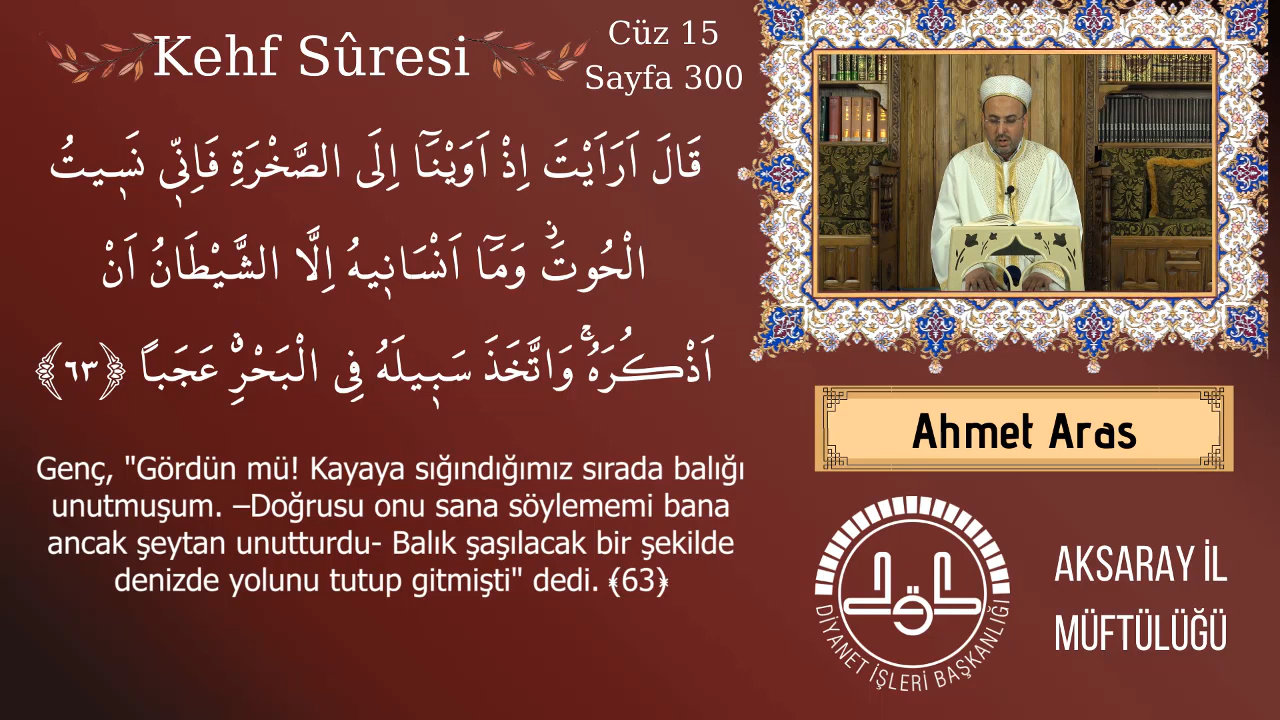 Kehf Sûresi
Cüz 15
Sayfa 300
قَالَ اَرَاَيْتَ اِذْ اَوَيْنَٓا اِلَى الصَّخْرَةِ فَاِنّ۪ي نَس۪يتُ
الْحُوتَۘ وَمَٓا اَنْسَان۪يهُ اِلَّا الشَّيْطَانُ اَنْ
اَذْكُرَهُۚ وَاتَّخَذَ سَب۪يلَهُ فِي الْبَحْرِۗ عَجَباً ﴿٦٣﴾
Genç, "Gördün mü! Kayaya sığındığımız sırada balığı
unutmuşum. –Doğrusu onu sana söylememi bana
ancak şeytan unutturdu- Balık şaşılacak bir şekilde
denizde yolunu tutup gitmişti" dedi. ﴾63﴿
Ahmet Aras
DİYANET İŞLERİ BAŞKANLIĞI
AKSARAY İL
MÜFTÜLÜĞÜ